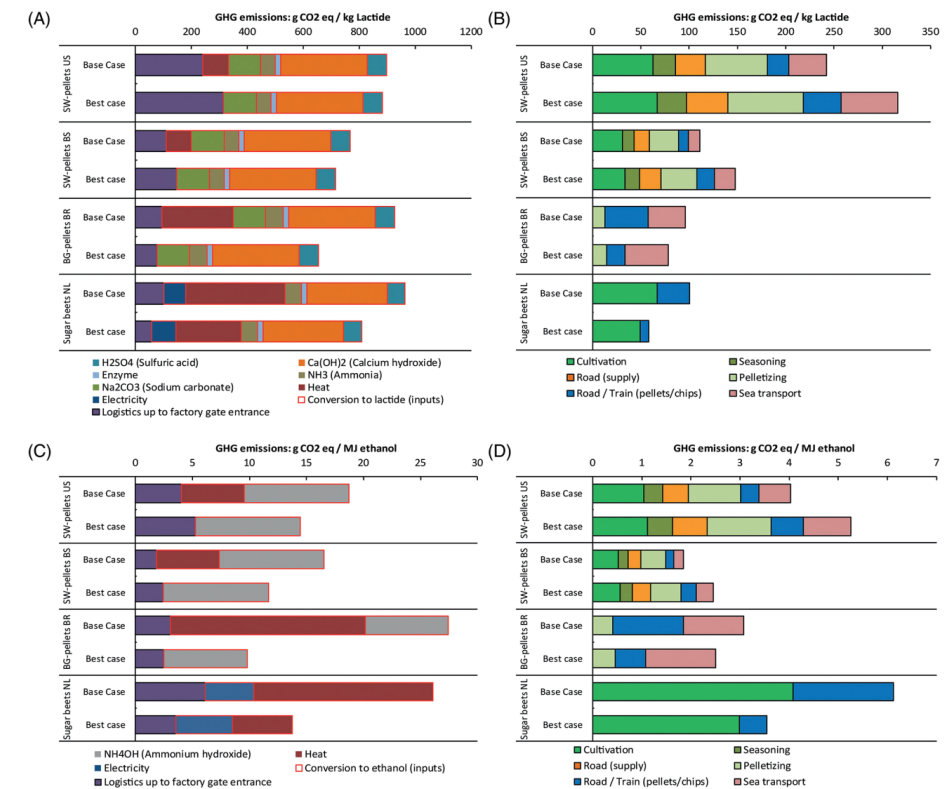 (A)
GHG emissions: g CO2 eq / kg Lactide
0 200 400 600 800 1000 1200
SW-pellets US
Base Case
Best case
SW-pellets BS
Base Case
Best case
BG-pellets BR
Base Case
Best case
Sugar beets NL
Base Case
Best case
H2SO4 (Sulfuric acid)
Ca(OH)2 (Calcium hydroxide)
Enzyme
NH3 (Ammonia)
Na2CO3 (Sodium carbonate)
Heat
Electricity
Conversion to lactide (inputs)
Logistics up to factory gate entrance
(B)
GHG emissions: g CO2 eq / kg Lactide
0 50 100 150 200 250 300 350
SW-pellets US
Base Case
Best case
SW-pellets BS
Base Case
Best case
BG-pellets BR
Base Case
Best case
Sugar beets NL
Base Case
Best case
Cultivation
Seasoning
Road (supply)
Pelletizing
Road / Train (pellets/chips)
Sea transport
(C)
GHG emissions: g CO2 eq / MJ ethanol
0 5 10 15 20 25 30
SW-pellets US
Base Case
Best case
SW-pellets BS
Base Case
Best case
BG-pellets BR
Base Case
Best case
Sugar beets NL
Base Case
Best case
NH4OH (Ammonium hydroxide)
Heat
Electricity
Conversion to ethanol (inputs)
Logistics up to factory gate entrance
(D)
GHG emissions: g CO2 eq / MJ ethanol
0 1 2 3 4 5 6 7
SW-pellets US
Base Case
Best case
SW-pellets BS
Base Case
Best case
BG-pellets BR
Base Case
Best case
Sugar beets NL
Base Case
Best case
Cultivation
Seasoning
Road (supply)
Pelletizing
Road / Train (pellets/chips)
Sea transport